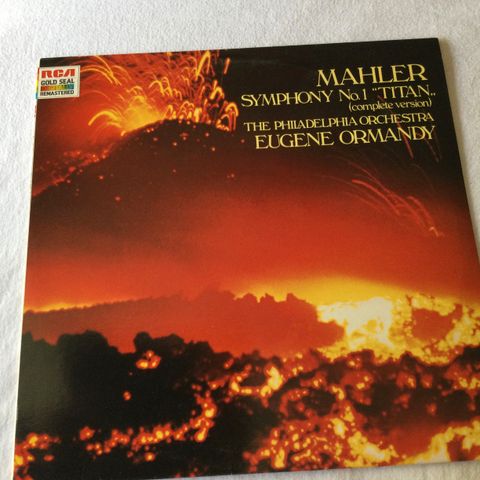 RCA
GOLD SEAL
REMASTERED
MAHLER
SYMPHONY No.1 "TITAN„
(complete version)
THE PHILADELPHIA ORCHESTRA
EUGENE ORMANDY